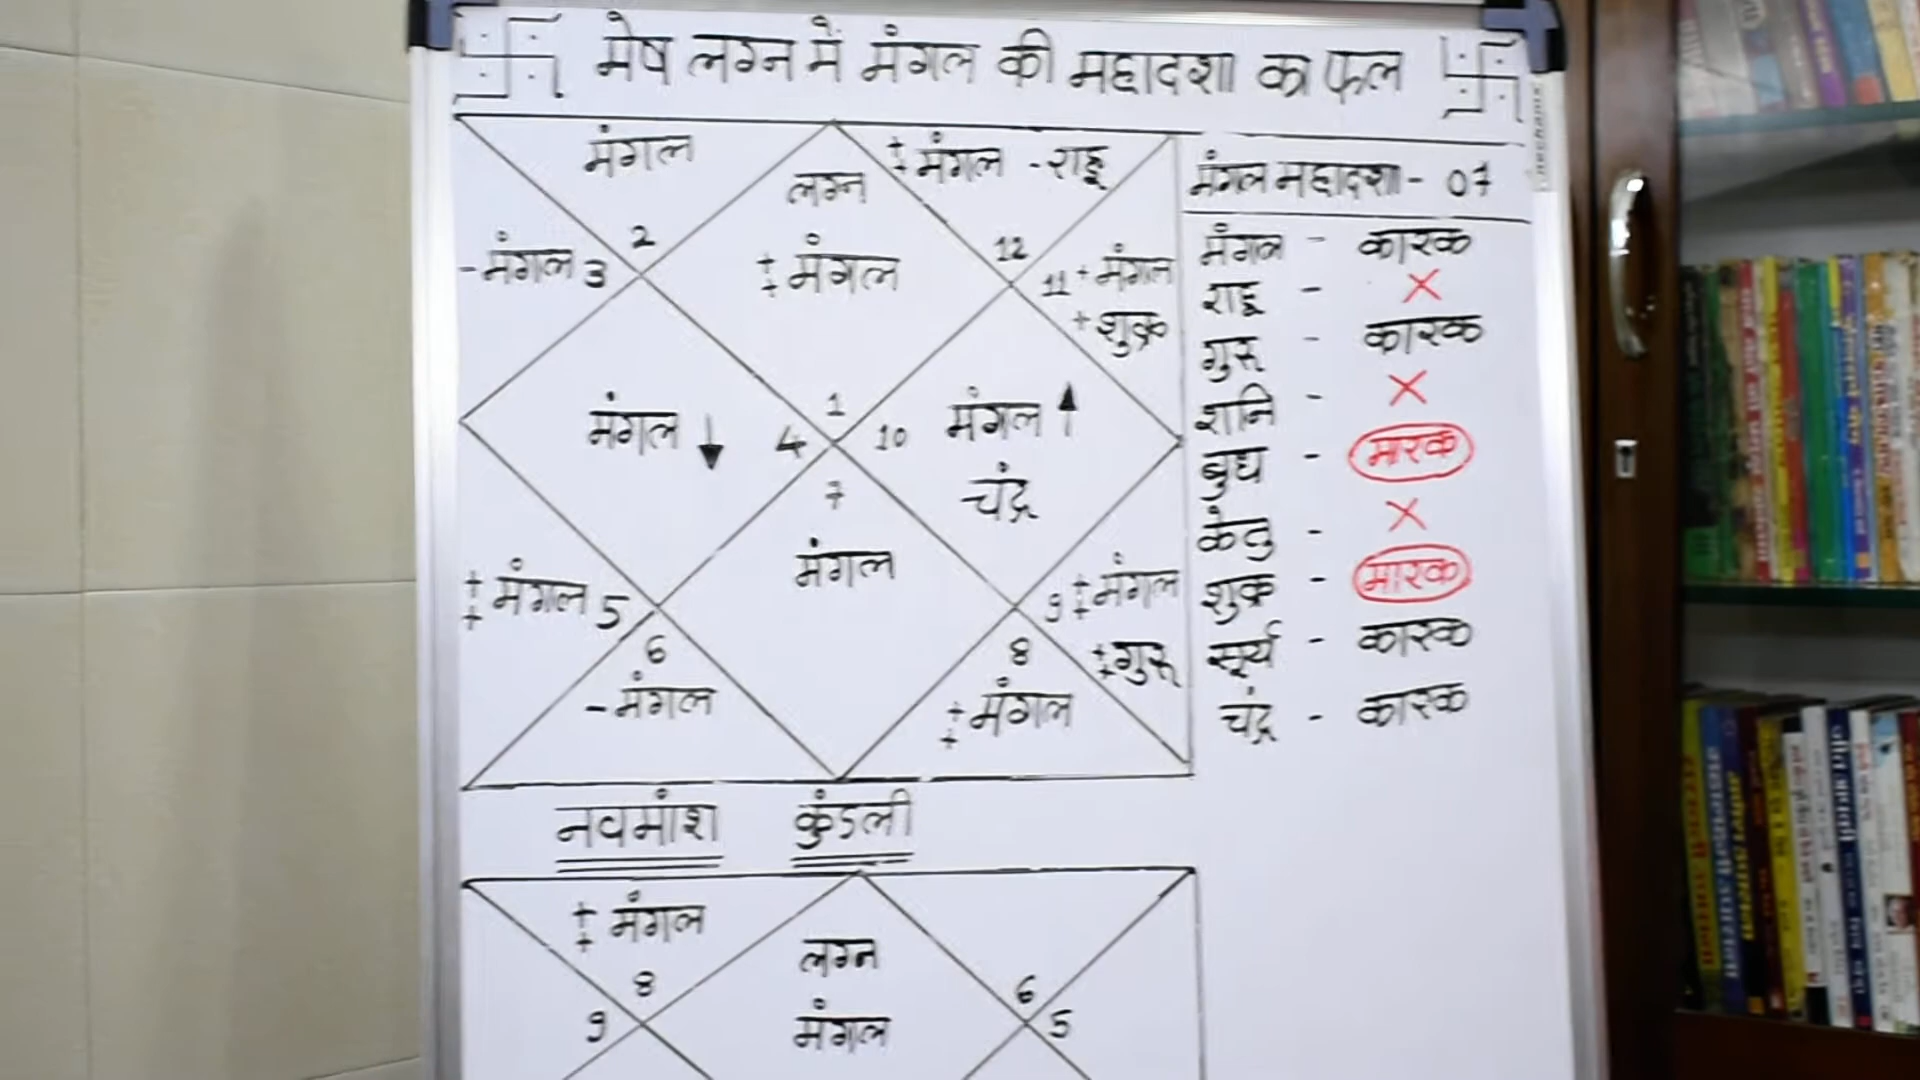 मेष लग्न में मंगल की महादशा का फल
मंगल
लग्न
‡ मंगल - राहू
- मंगल 3
2
‡ मंगल
12
11 + मंगल
+ शुक्र
मंगल ↓
4
1
10
मंगल ↑
चंद्र
7
मंगल
‡ मंगल 5
6
- मंगल
8
‡ मंगल
9 ‡ मंगल
‡ गुरू
मंगल महादशा - 07
मंगल - कारक
राहू - ×
गुरू - कारक
शनि - ×
बुध - मारक
केतु - ×
शुक्र - मारक
सूर्य - कारक
चंद्र - कारक
नवमांश कुंडली
‡ मंगल
लग्न
8
9
मंगल
6
5